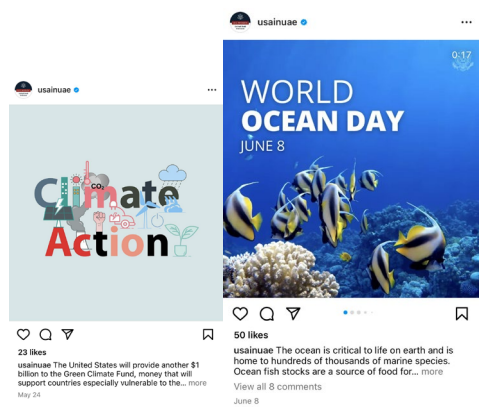 usainuae
Climate
CO₂
Action
23 likes
usainuae The United States will provide another $1
billion to the Green Climate Fund, money that will
support countries especially vulnerable to the... more
May 24
usainuae
0:17
WORLD
OCEAN DAY
JUNE 8
50 likes
usainuae The ocean is critical to life on earth and is
home to hundreds of thousands of marine species.
Ocean fish stocks are a source of food for... more
View all 8 comments
June 8